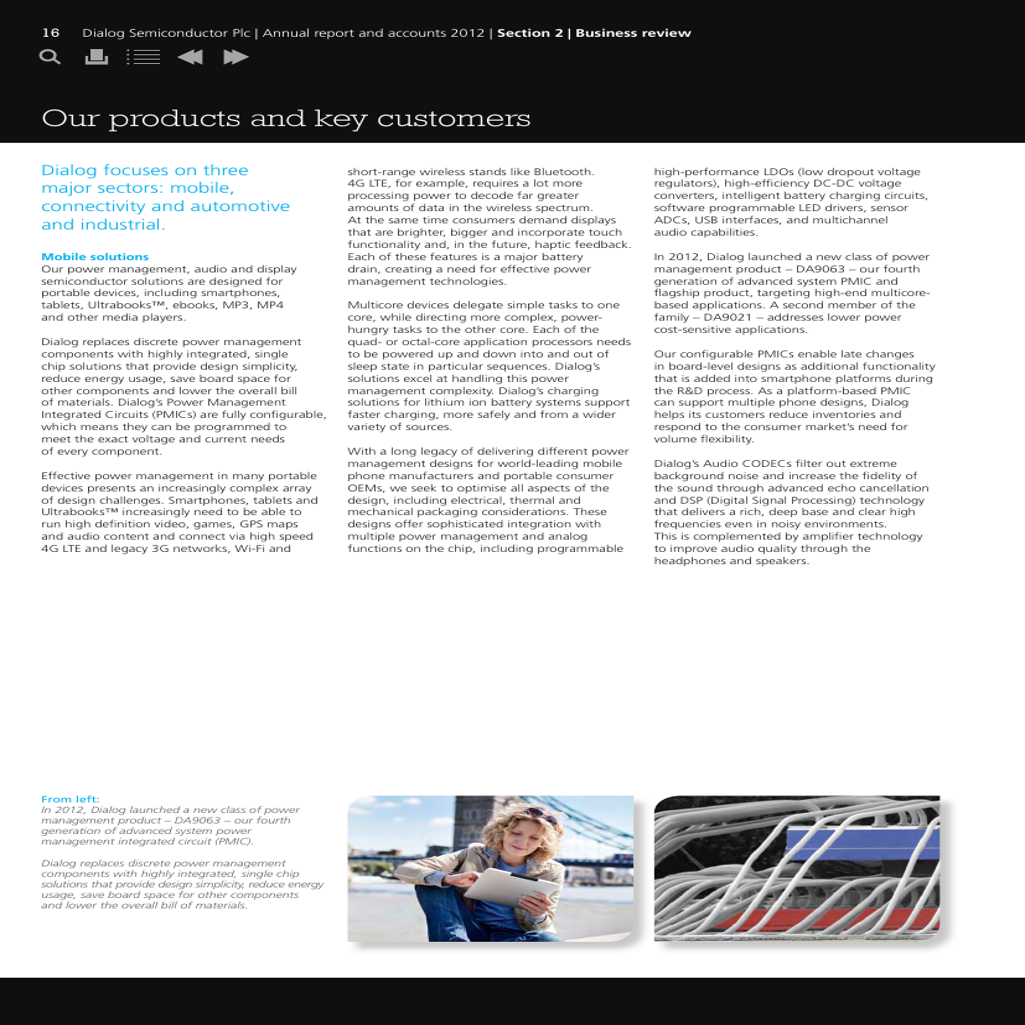 16 Dialog Semiconductor Plc | Annual report and accounts 2012 | Section 2 | Business review
Our products and key customers
Dialog focuses on three
major sectors: mobile,
connectivity and automotive
and industrial.
Mobile solutions
Our power management, audio and display
semiconductor solutions are designed for
portable devices, including smartphones,
tablets, Ultrabooks™, ebooks, MP3, MP4
and other media players.
Dialog replaces discrete power management
components with highly integrated, single
chip solutions that provide design simplicity,
reduce energy usage, save board space for
other components and lower the overall bill
of materials. Dialog's Power Management
Integrated Circuits (PMICs) are fully configurable,
which means they can be programmed to
meet the exact voltage and current needs
of every component.
Effective power management in many portable
devices presents an increasingly complex array
of design challenges. Smartphones, tablets and
Ultrabooks™ increasingly need to be able to
run high definition video, games, GPS maps
and audio content and connect via high speed
4G LTE and legacy 3G networks, Wi-Fi and
short-range wireless stands like Bluetooth.
4G LTE, for example, requires a lot more
processing power to decode far greater
amounts of data in the wireless spectrum.
At the same time consumers demand displays
that are brighter, bigger and incorporate touch
functionality and, in the future, haptic feedback.
Each of these features is a major battery
drain, creating a need for effective power
management technologies.
Multicore devices delegate simple tasks to one
core, while directing more complex, power-
hungry tasks to the other core. Each of the
quad- or octal-core application processors needs
to be powered up and down into and out of
sleep state in particular sequences. Dialog's
solutions excel at handling this power
management complexity. Dialog's charging
solutions for lithium ion battery systems support
faster charging, more safely and from a wider
variety of sources.
With a long legacy of delivering different power
management designs for world-leading mobile
phone manufacturers and portable consumer
OEMs, we seek to optimise all aspects of the
design, including electrical, thermal and
mechanical packaging considerations. These
designs offer sophisticated integration with
multiple power management and analog
functions on the chip, including programmable
high-performance LDOs (low dropout voltage
regulators), high-efficiency DC-DC voltage
converters, intelligent battery charging circuits,
software programmable LED drivers, sensor
ADCs, USB interfaces, and multichannel
audio capabilities.
In 2012, Dialog launched a new class of power
management product – DA9063 – our fourth
generation of advanced system PMIC and
flagship product, targeting high-end multicore-
based applications. A second member of the
family – DA9021 – addresses lower power
cost-sensitive applications.
Our configurable PMICs enable late changes
in board-level designs as additional functionality
that is added into smartphone platforms during
the R&D process. As a platform-based PMIC
can support multiple phone designs, Dialog
helps its customers reduce inventories and
respond to the consumer market's need for
volume flexibility.
Dialog's Audio CODECs filter out extreme
background noise and increase the fidelity of
the sound through advanced echo cancellation
and DSP (Digital Signal Processing) technology
that delivers a rich, deep base and clear high
frequencies even in noisy environments.
This is complemented by amplifier technology
to improve audio quality through the
headphones and speakers.
From left:
In 2012, Dialog launched a new class of power
management product – DA9063 – our fourth
generation of advanced system power
management integrated circuit (PMIC).
Dialog replaces discrete power management
components with highly integrated, single chip
solutions that provide design simplicity, reduce energy
usage, save board space for other components
and lower the overall bill of materials.